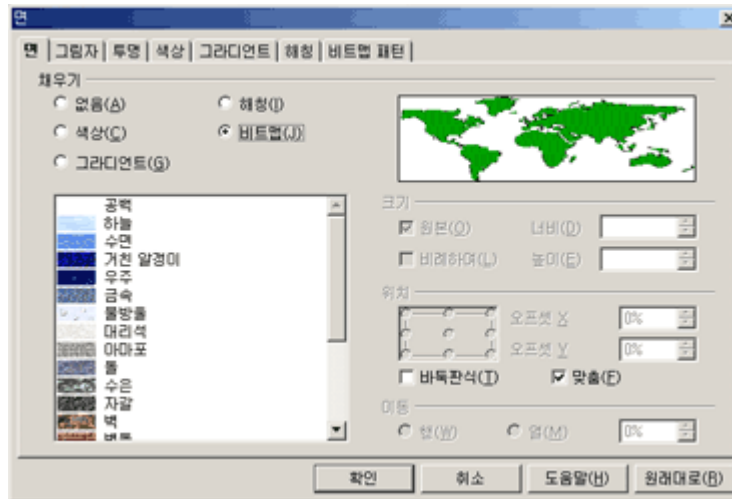 면
면 그림자 투명 색상 그라디언트 해칭 비트맵 패턴
채우기
없음(A) 해칭(I)
색상(C) 비트맵(J)
그라디언트(G)
공백
하늘
수면
거친 알갱이
우주
금속
물방울
대리석
아마포
돌
수은
자갈
벽
벽돌
크기
원본(O) 너비(D)
비례하여(L) 높이(E)
위치
오프셋 X 0%
오프셋 Y 0%
바둑판식(T) 맞춤(F)
이동
행(W) 열(M) 0%
확인 취소 도움말(H) 원래대로(R)